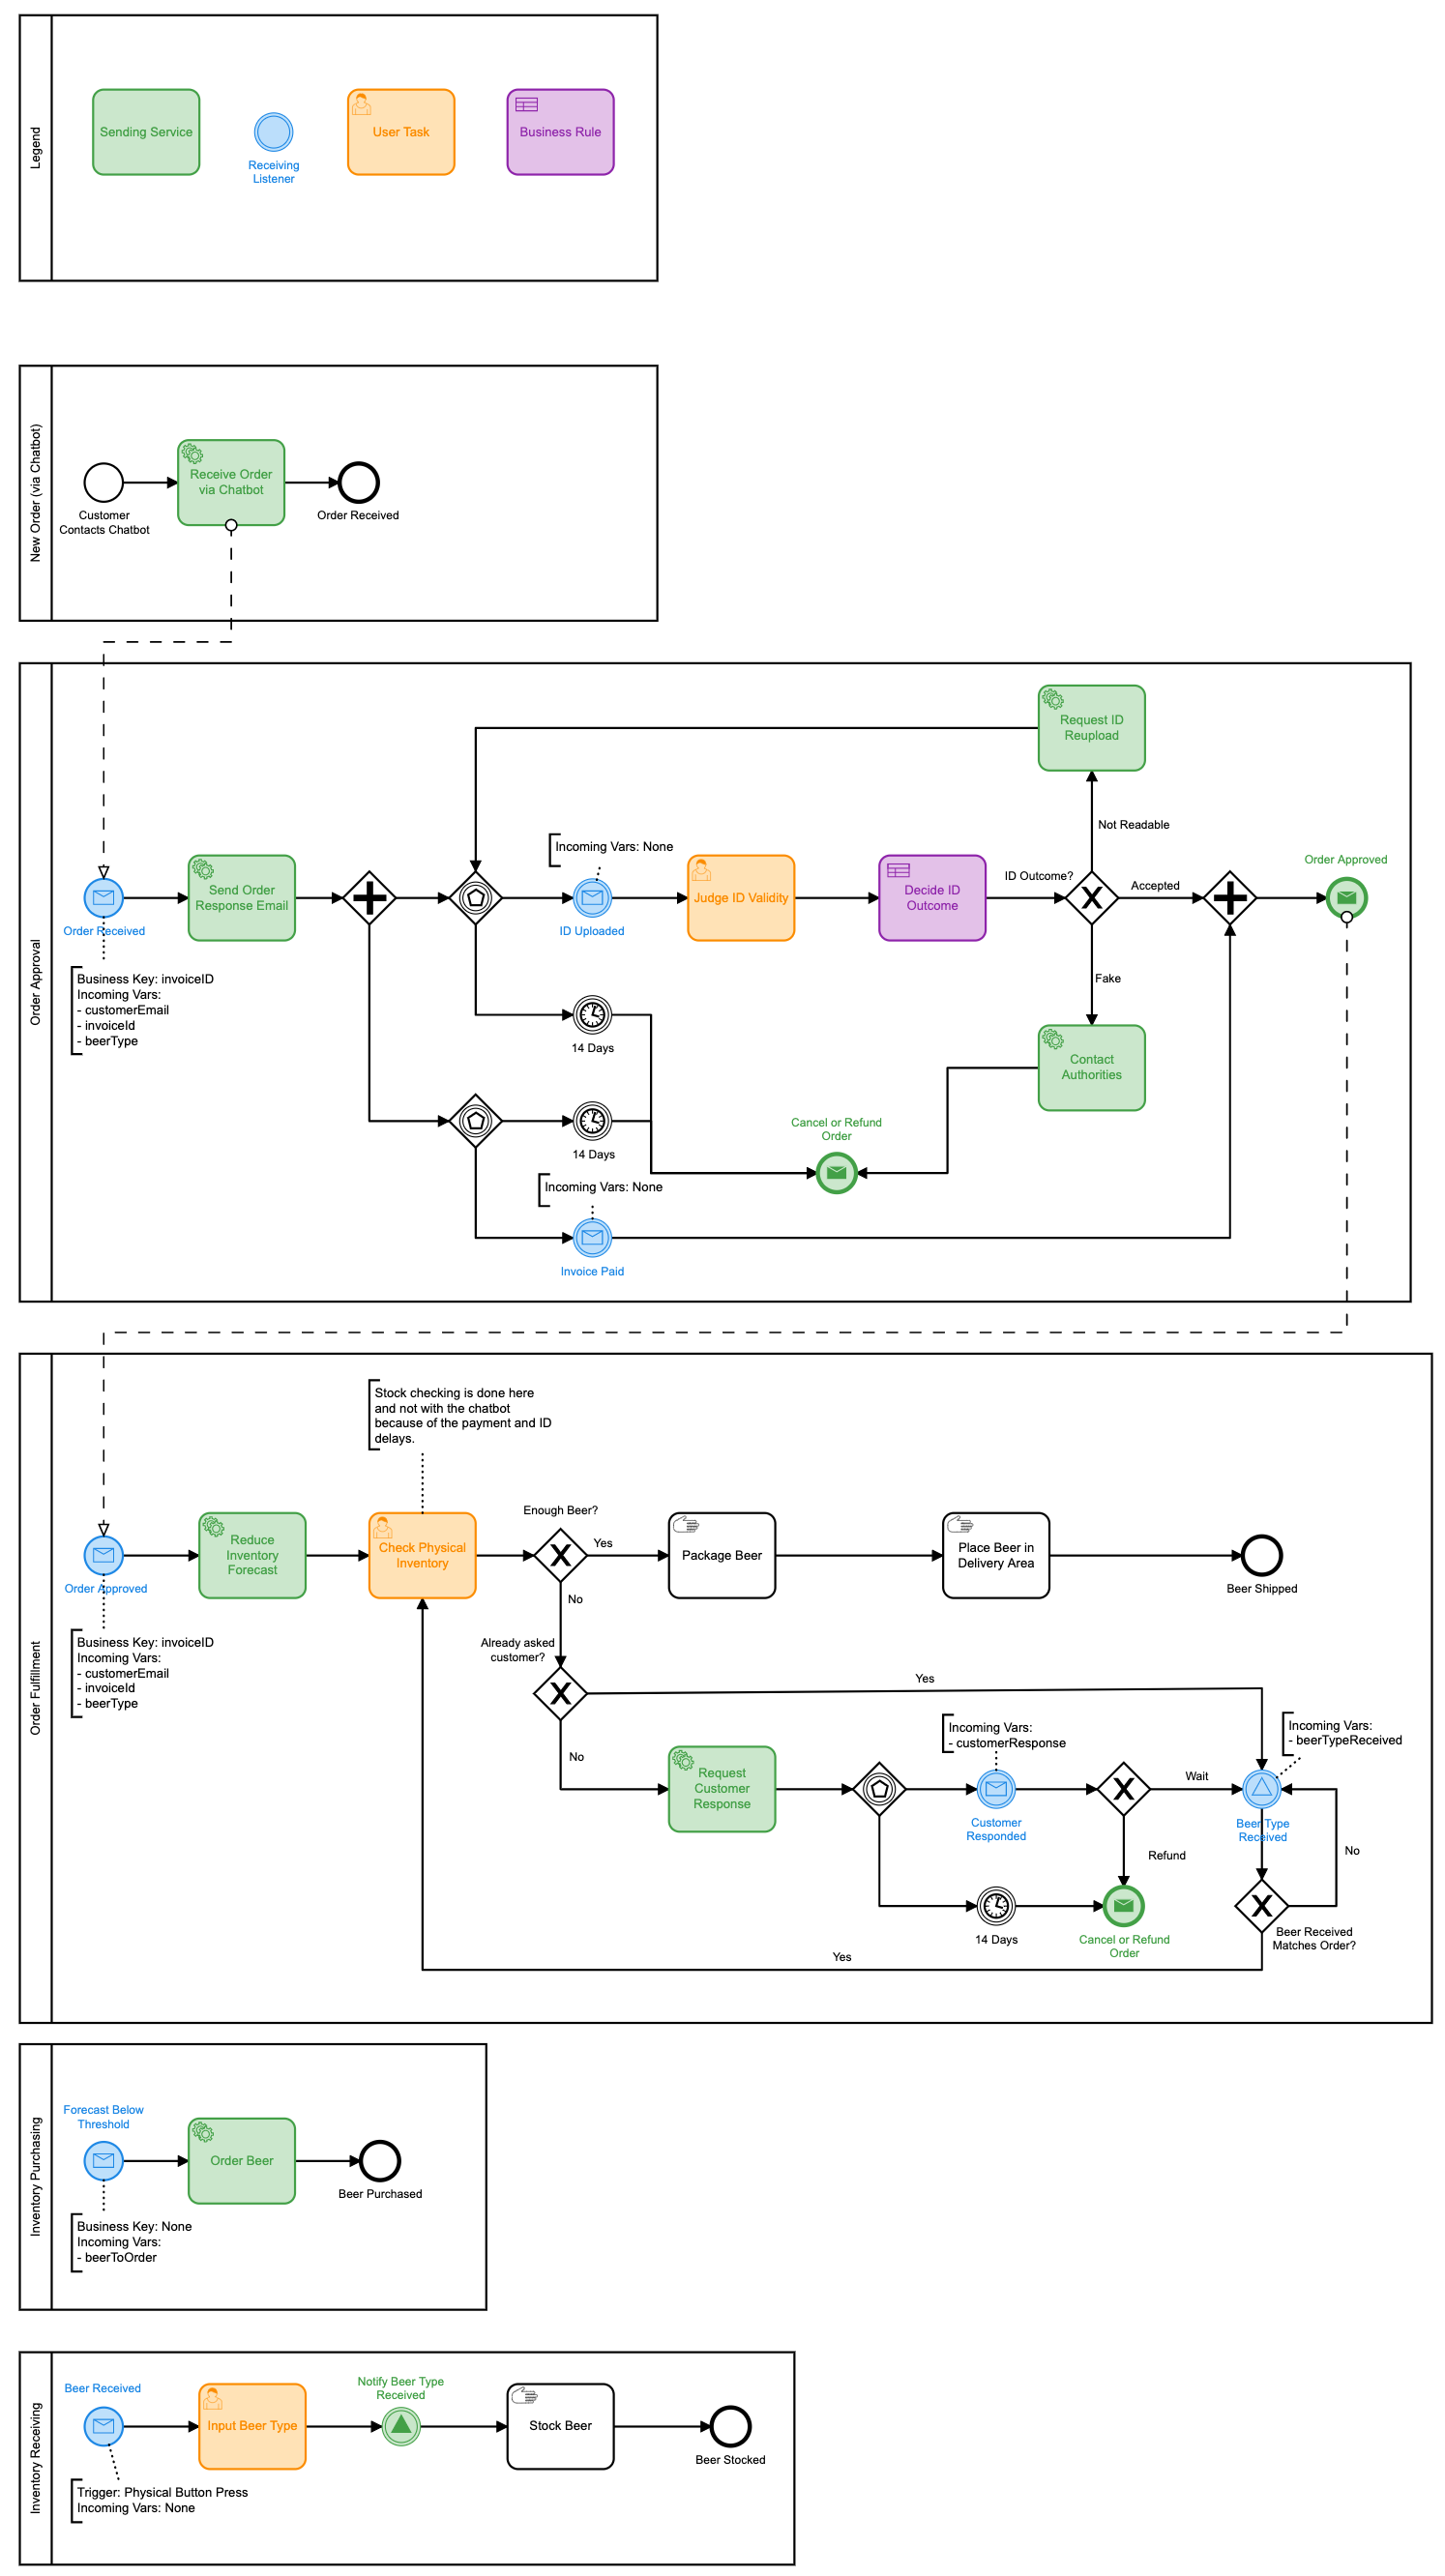 Legend
Sending Service
Receiving
Listener
User Task
Business Rule
New Order (via Chatbot)
Customer
Contacts Chatbot
Receive Order
via Chatbot
Order Received
Order Approval
Request ID
Reupload
Not Readable
Incoming Vars: None
Order Received
Send Order
Response Email
ID Uploaded
Judge ID Validity
Decide ID
Outcome
ID Outcome?
Accepted
Order Approved
Business Key: invoiceID
Incoming Vars:
- customerEmail
- invoiceId
- beerType
Fake
14 Days
Contact
Authorities
14 Days
Cancel or Refund
Order
Incoming Vars: None
Invoice Paid
Order Fulfillment
Stock checking is done here
and not with the chatbot
because of the payment and ID
delays.
Order Approved
Reduce
Inventory
Forecast
Check Physical
Inventory
Enough Beer?
Yes
Package Beer
Place Beer in
Delivery Area
Beer Shipped
No
Business Key: invoiceID
Incoming Vars:
- customerEmail
- invoiceId
- beerType
Already asked
customer?
Yes
No
Request
Customer
Response
Incoming Vars:
- customerResponse
Customer
Responded
Wait
Incoming Vars:
- beerTypeReceived
Beer Type
Received
Refund
No
14 Days
Cancel or Refund
Order
Beer Received
Matches Order?
Yes
Inventory Purchasing
Forecast Below
Threshold
Order Beer
Beer Purchased
Business Key: None
Incoming Vars:
- beerToOrder
Inventory Receiving
Beer Received
Input Beer Type
Notify Beer Type
Received
Stock Beer
Beer Stocked
Trigger: Physical Button Press
Incoming Vars: None